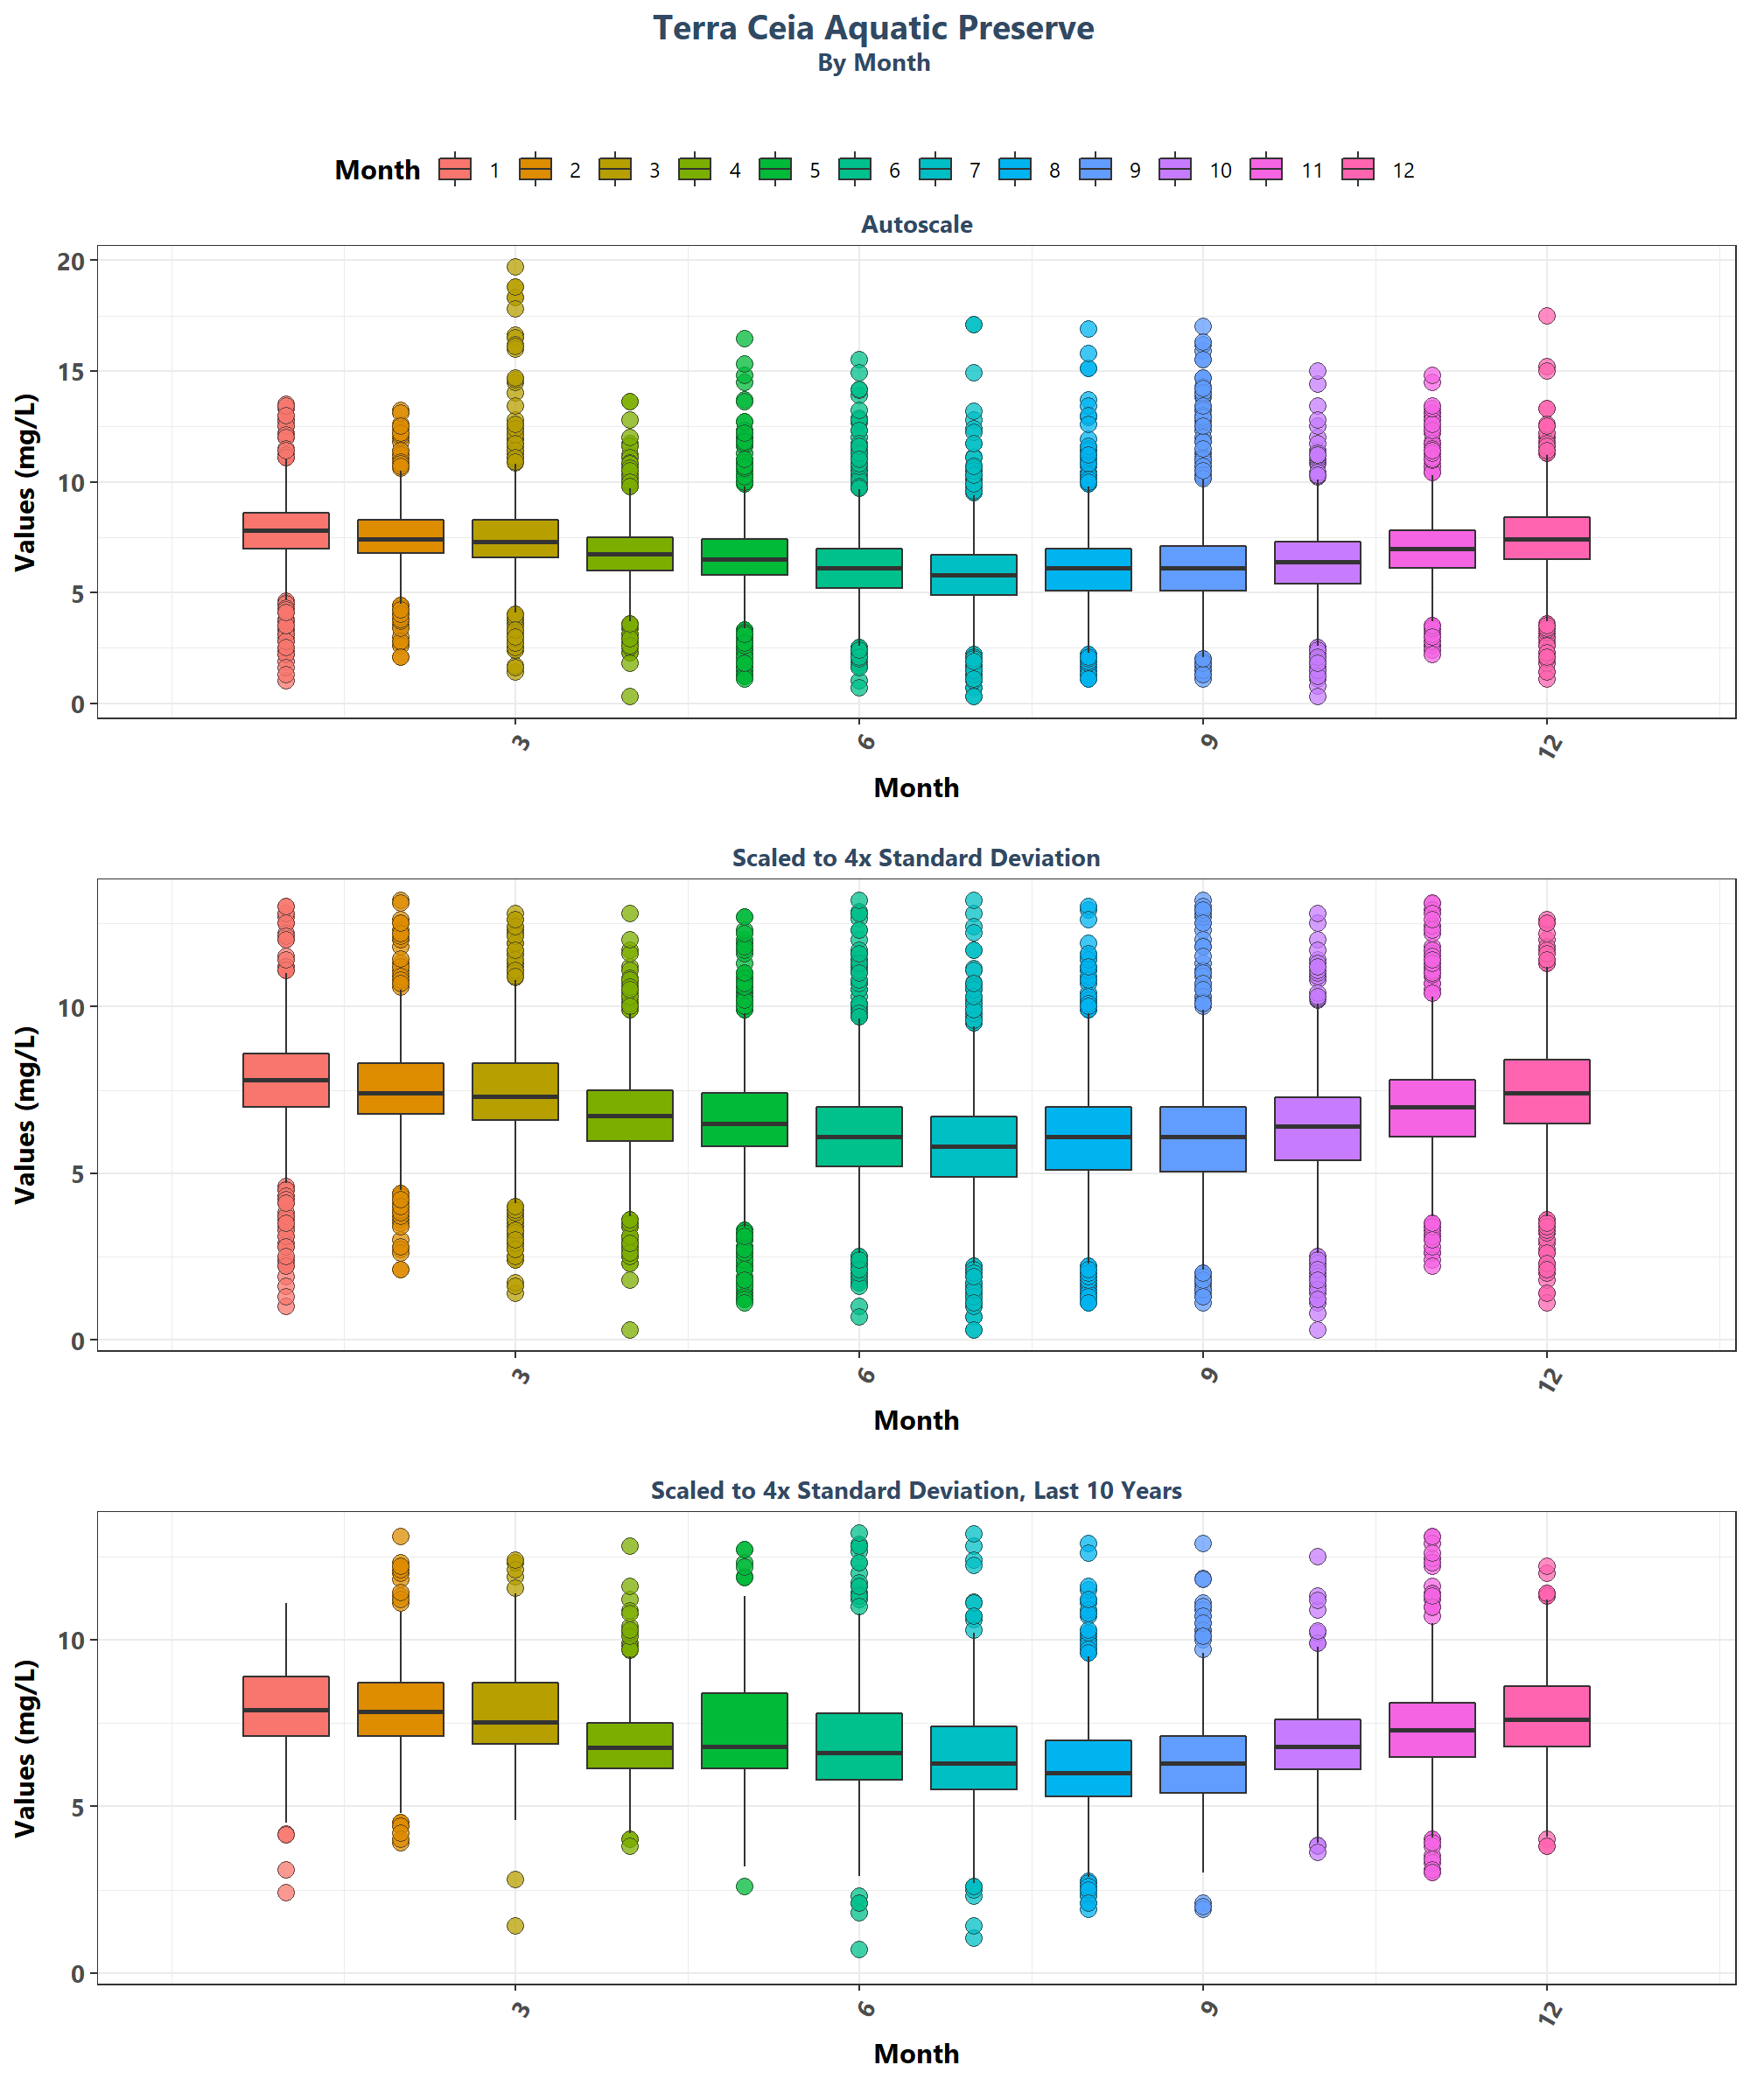 Terra Ceia Aquatic Preserve
By Month
Month 1 2 3 4 5 6 7 8 9 10 11 12
Autoscale
Values (mg/L)
20
15
10
5
0
3 6 9 12
Month
Scaled to 4x Standard Deviation
Values (mg/L)
10
5
0
3 6 9 12
Month
Scaled to 4x Standard Deviation, Last 10 Years
Values (mg/L)
10
5
0
3 6 9 12
Month